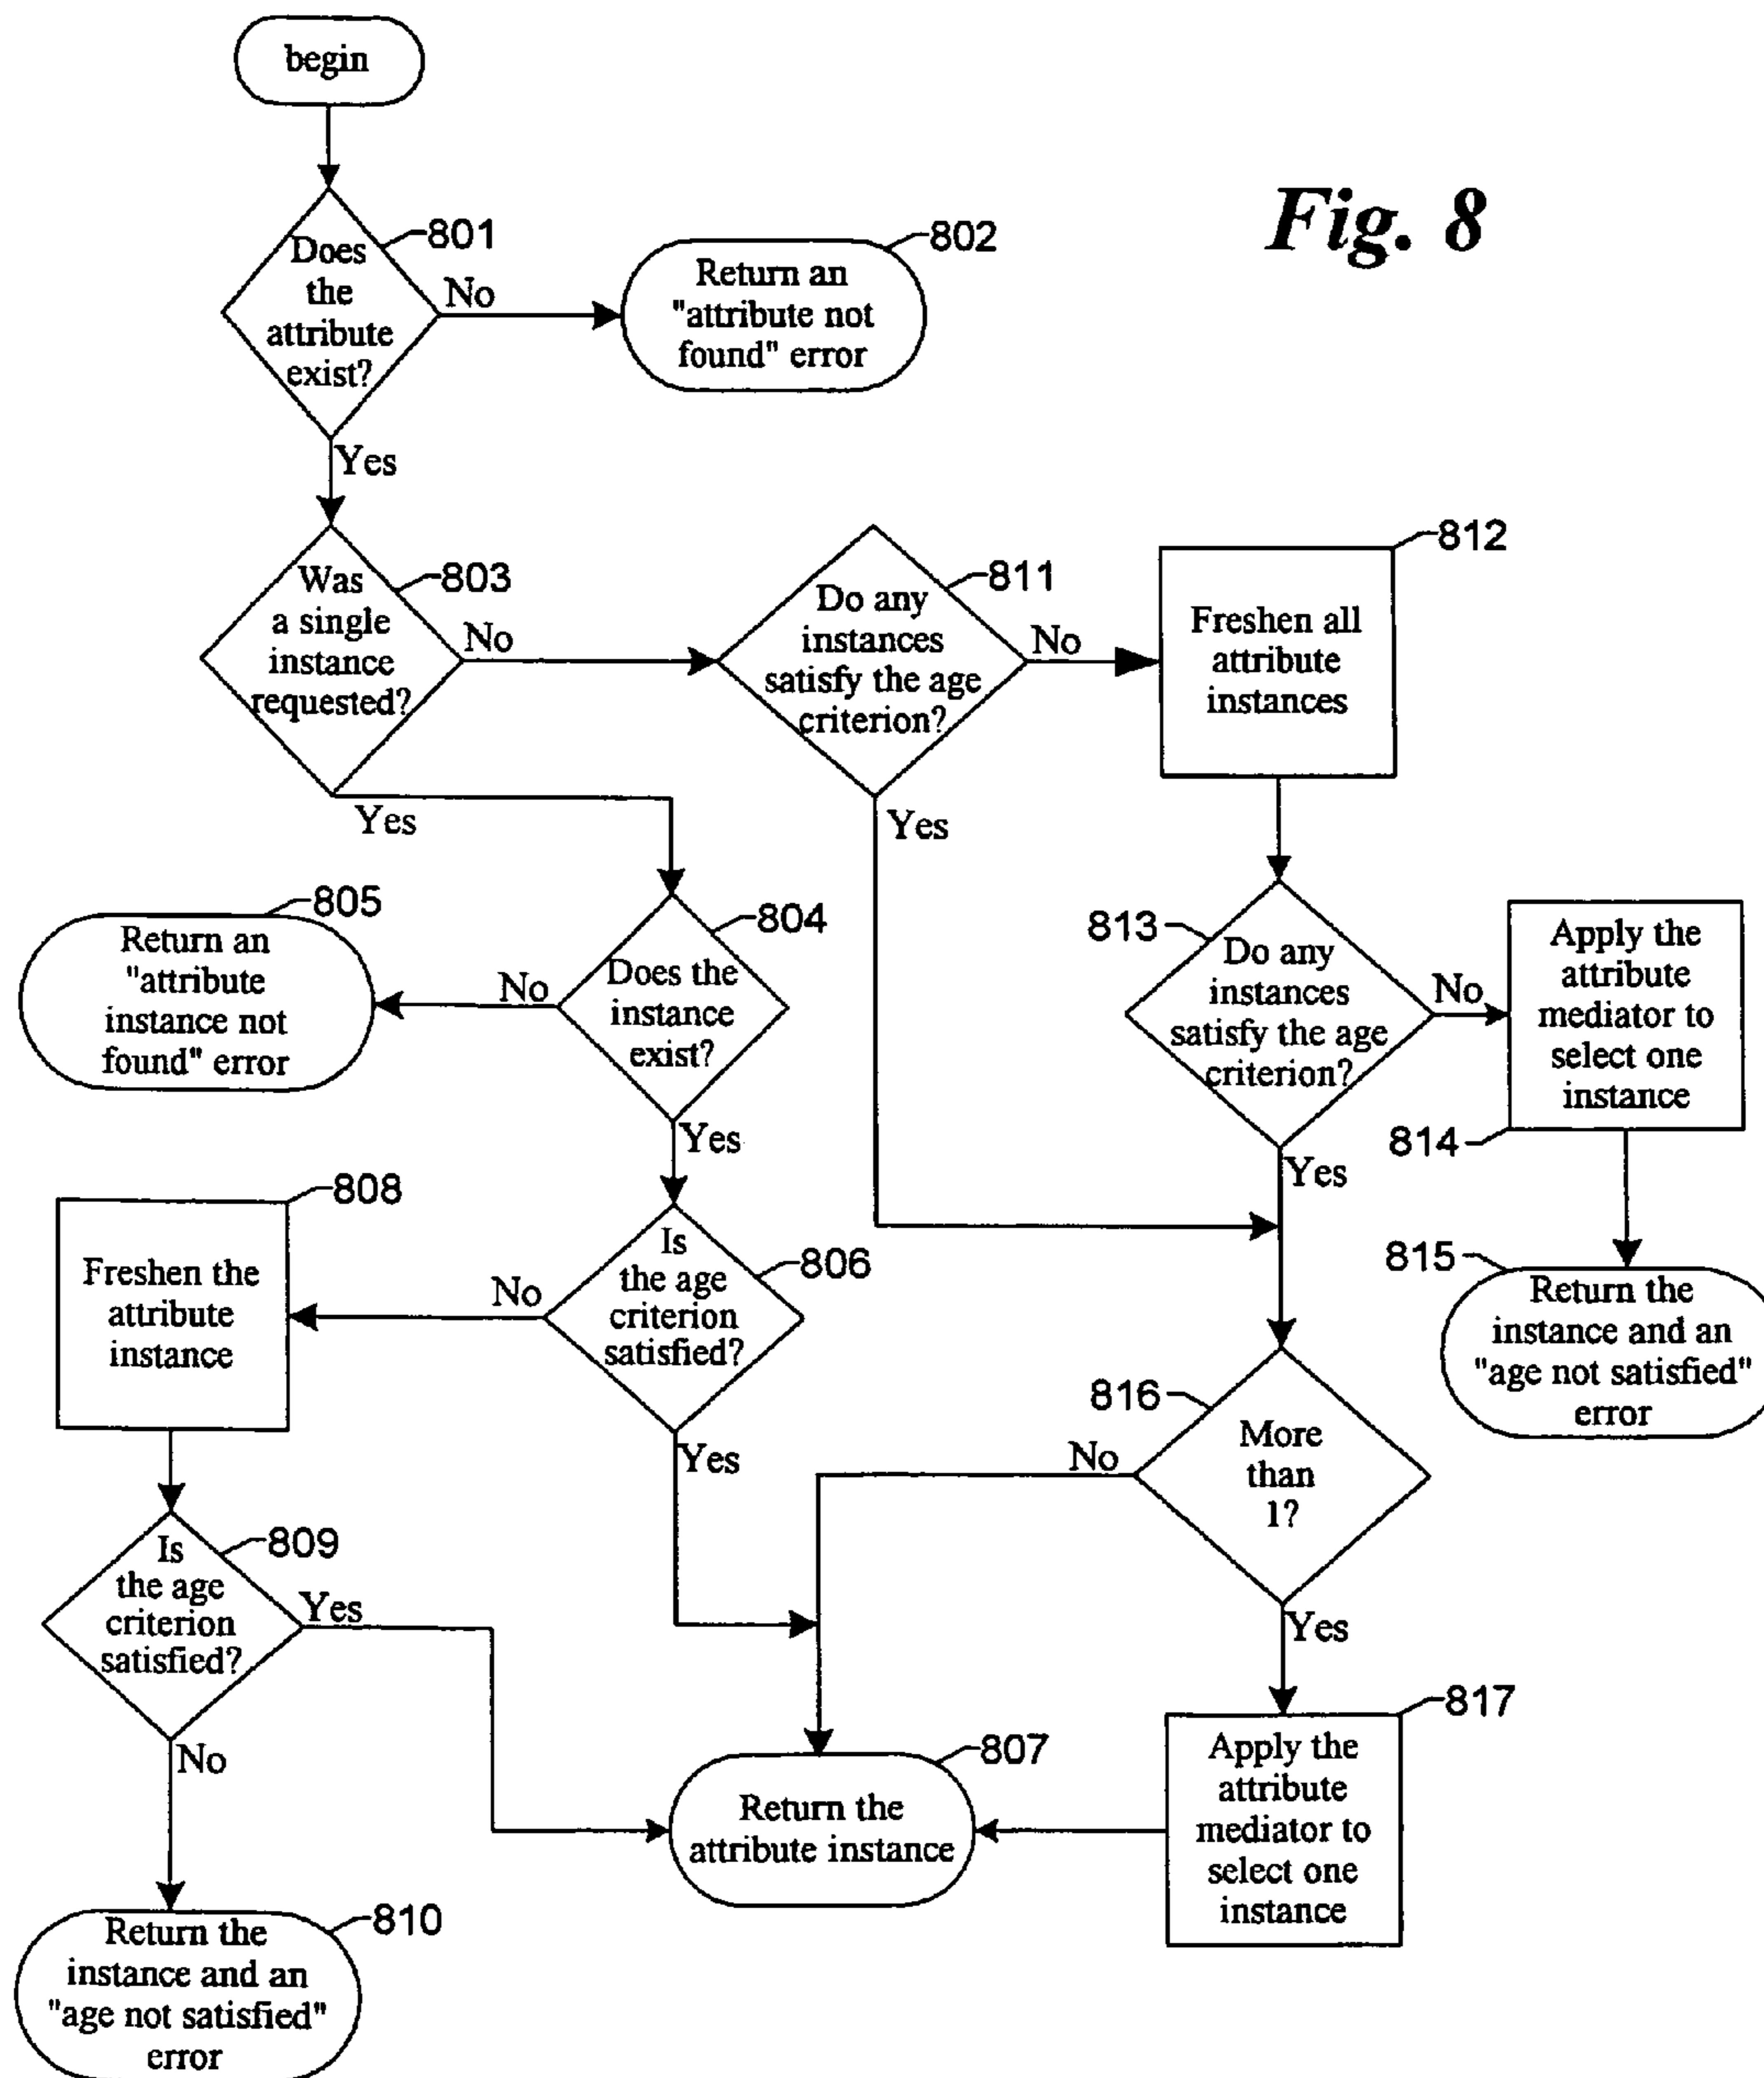 begin
Fig. 8
801
Does
the
attribute
exist?
No
802
Return an
"attribute not
found" error
Yes
803
Was
a single
instance
requested?
No
811
Do any
instances
satisfy the age
criterion?
No
812
Freshen all
attribute
instances
Yes
Yes
805
Return an
"attribute
instance not
found" error
804
Does the
instance
exist?
No
813
Do any
instances
satisfy the age
criterion?
No
Apply the
attribute
mediator to
select one
instance
814
Yes
Yes
808
Freshen the
attribute
instance
806
Is
the age
criterion
satisfied?
No
815
Return the
instance and an
"age not satisfied"
error
816
More
than
1?
No
Yes
809
Is
the age
criterion
satisfied?
Yes
Yes
No
807
Return the
attribute instance
817
Apply the
attribute
mediator to
select one
instance
810
Return the
instance and an
"age not satisfied"
error